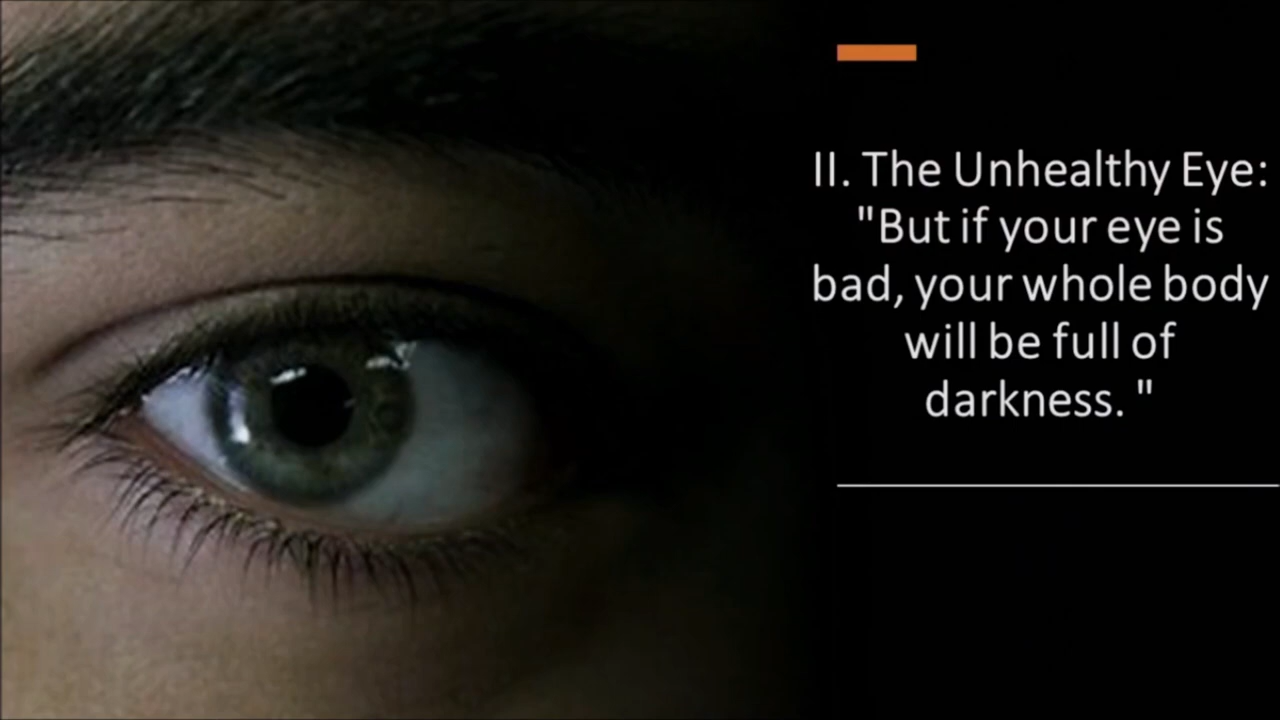 II. The Unhealthy Eye:
"But if your eye is
bad, your whole body
will be full of
darkness. "